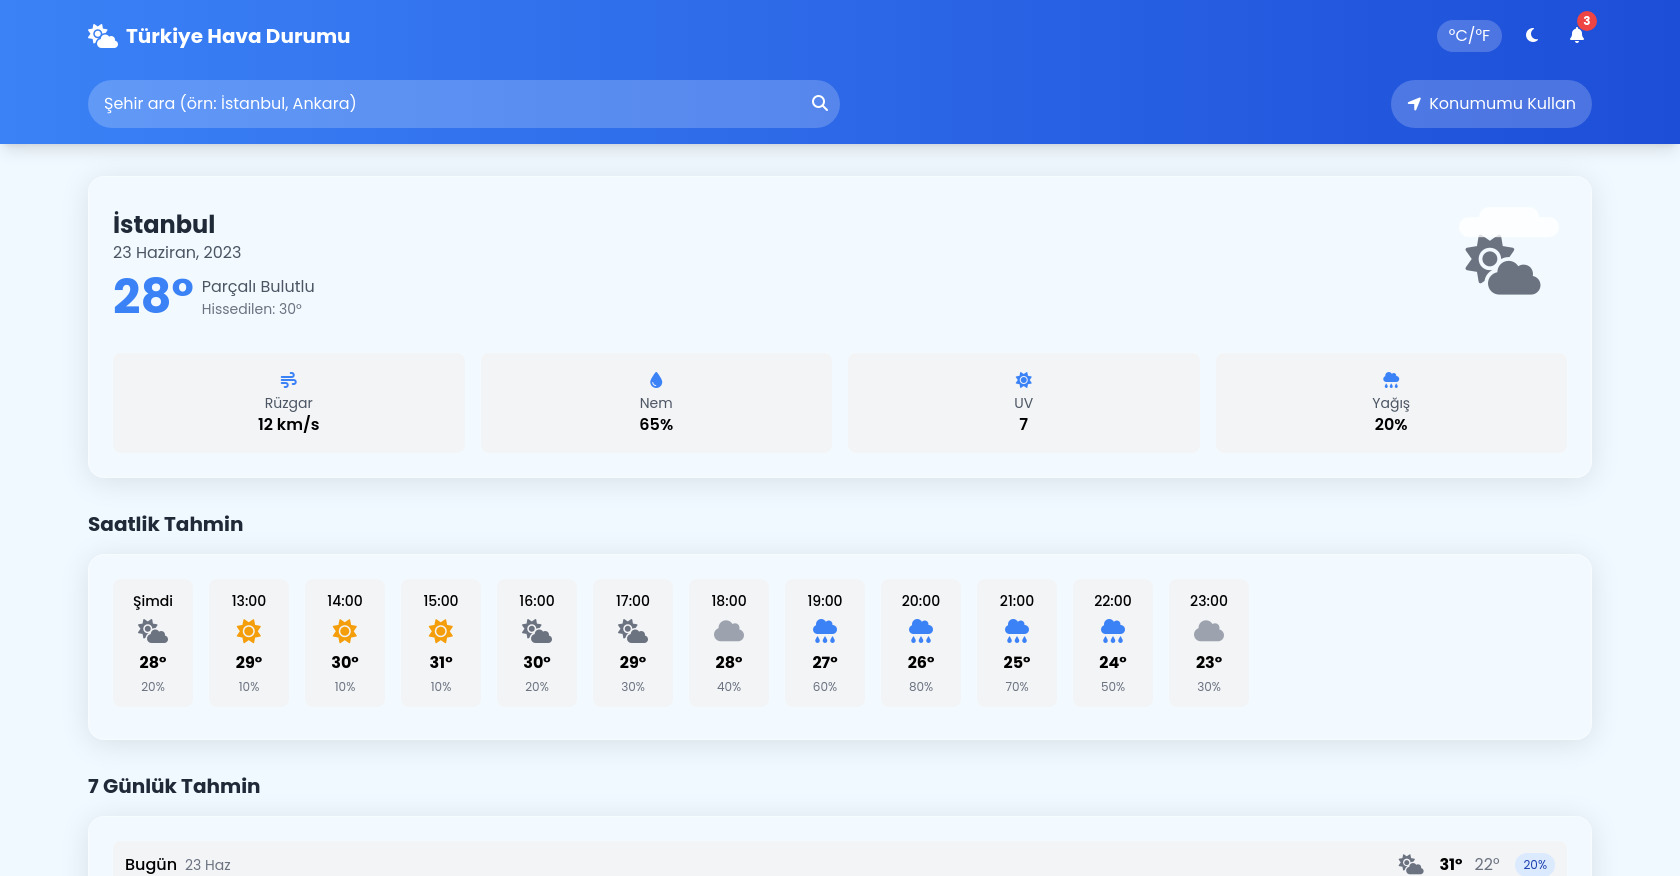 Türkiye Hava Durumu
°C/°F
3
Şehir ara (örn: İstanbul, Ankara)
Konumumu Kullan
İstanbul
23 Haziran, 2023
28°
Parçalı Bulutlu
Hissedilen: 30°
Rüzgar
12 km/s
Nem
65%
UV
7
Yağış
20%
Saatlik Tahmin
Şimdi
28°
20%
13:00
29°
10%
14:00
30°
10%
15:00
31°
10%
16:00
30°
20%
17:00
29°
30%
18:00
28°
40%
19:00
27°
60%
20:00
26°
80%
21:00
25°
70%
22:00
24°
50%
23:00
23°
30%
7 Günlük Tahmin
Bugün 23 Haz 31° 22° 20%